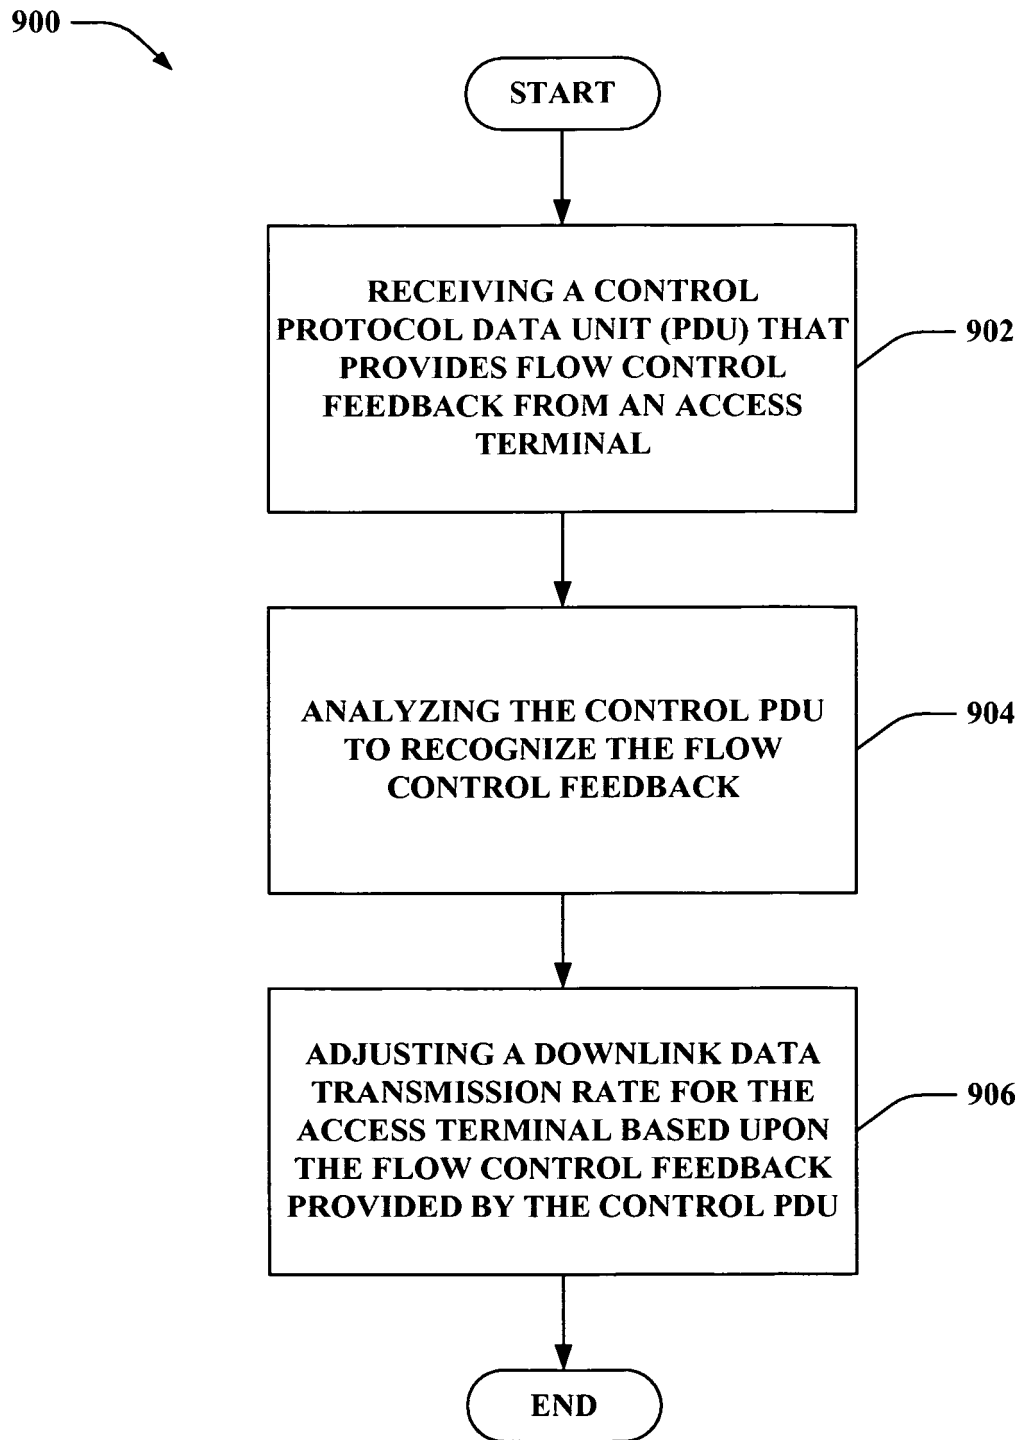 900
START
RECEIVING A CONTROL
PROTOCOL DATA UNIT (PDU) THAT
PROVIDES FLOW CONTROL
FEEDBACK FROM AN ACCESS
TERMINAL
902
ANALYZING THE CONTROL PDU
TO RECOGNIZE THE FLOW
CONTROL FEEDBACK
904
ADJUSTING A DOWNLINK DATA
TRANSMISSION RATE FOR THE
ACCESS TERMINAL BASED UPON
THE FLOW CONTROL FEEDBACK
PROVIDED BY THE CONTROL PDU
906
END